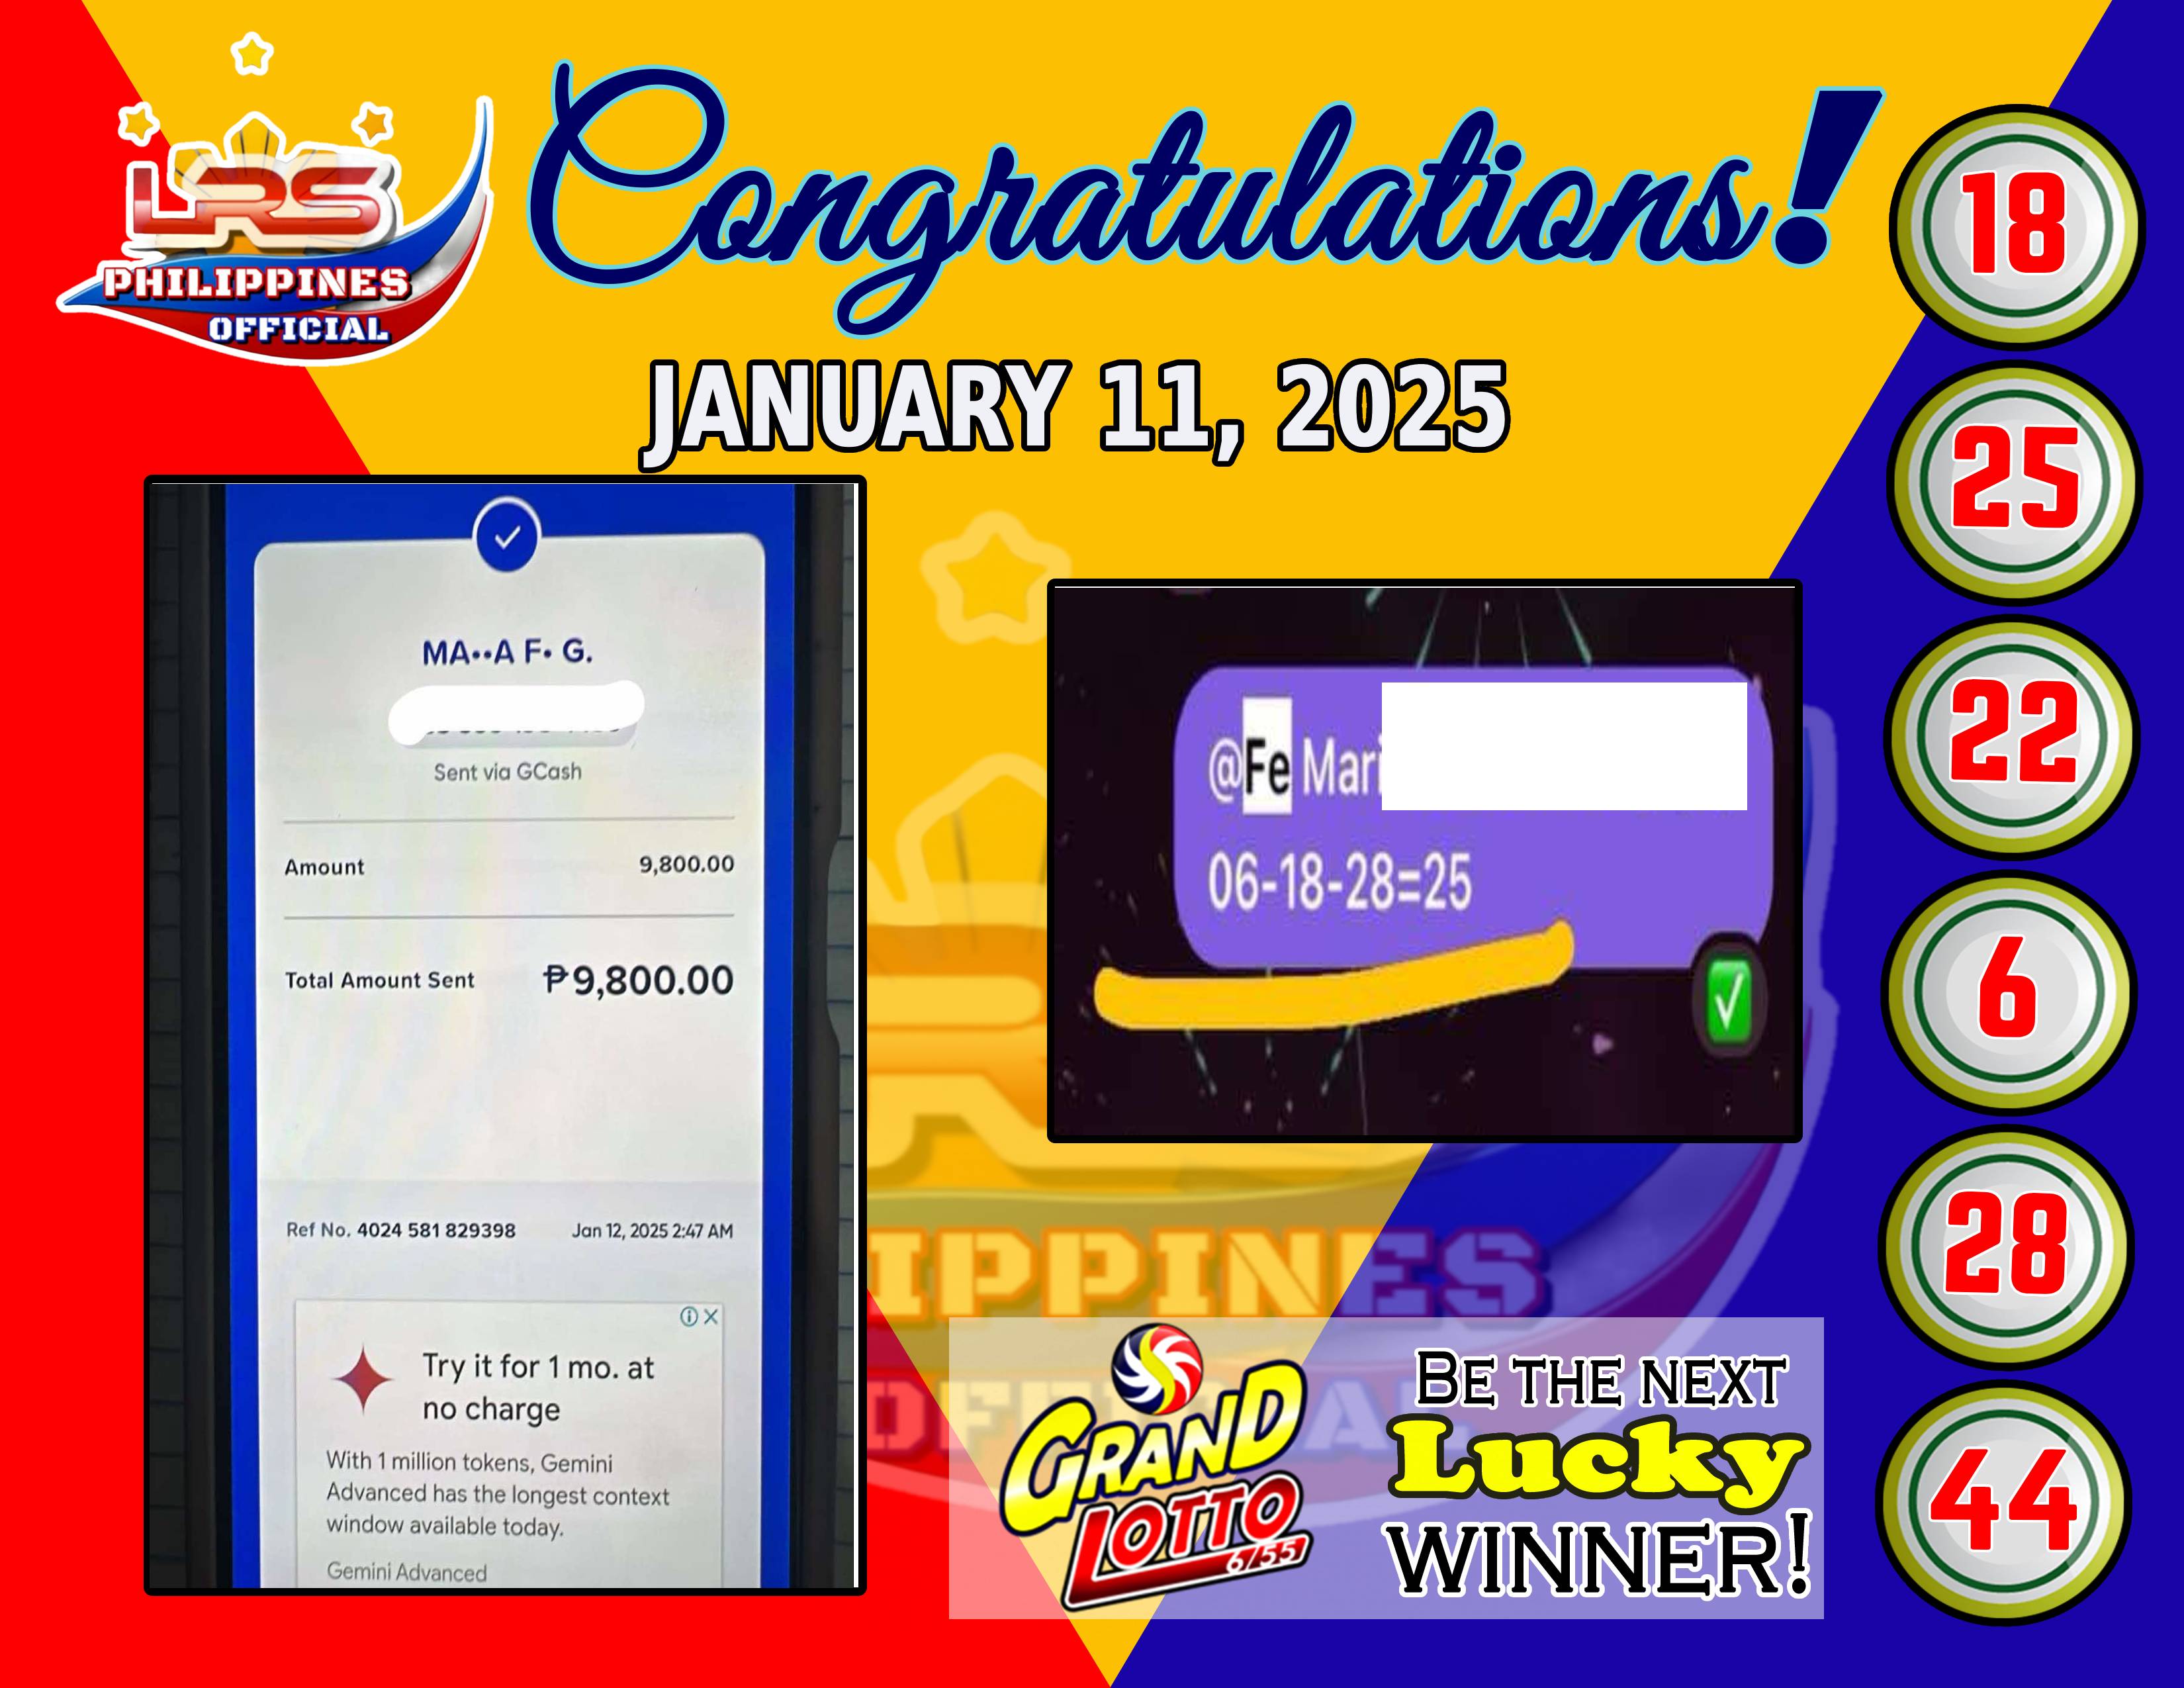 LRS
PHILIPPINES
OFFICIAL
Congratulations!
JANUARY 11, 2025
MA••A F• G.
Sent via GCash
Amount 9,800.00
Total Amount Sent ₱9,800.00
Ref No. 4024 581 829398 Jan 12, 2025 2:47 AM
Try it for 1 mo. at
no charge
With 1 million tokens, Gemini
Advanced has the longest context
window available today.
Gemini Advanced
@Fe Mari
06-18-28=25
IPPINES
GRAND
LOTTO
6/55
BE THE NEXT
Lucky
WINNER!
18
25
22
6
28
44